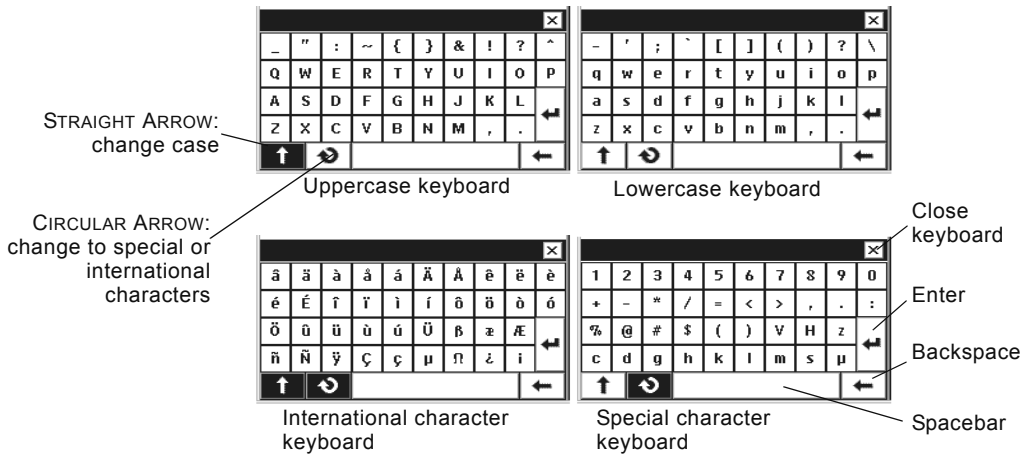 _ " : ~ { } & ! ? ^
Q W E R T Y U I O P
A S D F G H J K L
Z X C V B N M , .
Uppercase keyboard
- ' ; ` [ ] ( ) ? \
q w e r t y u i o p
a s d f g h j k l
z x c v b n m , .
Lowercase keyboard
STRAIGHT ARROW:
change case
CIRCULAR ARROW:
change to special or
international
characters
â ä à å á Ä Å ê ë è
é É î ï ì í ô ö ò ó
Ö û ü ù ú Ü ß æ Æ
ñ Ñ ÿ Ç ç µ Ω ¿ ¡
International character
keyboard
1 2 3 4 5 6 7 8 9 0
+ - * / = < > , . :
% @ # $ ( ) V H z
c d g h k l m s µ
Special character
keyboard
Close
keyboard
Enter
Backspace
Spacebar